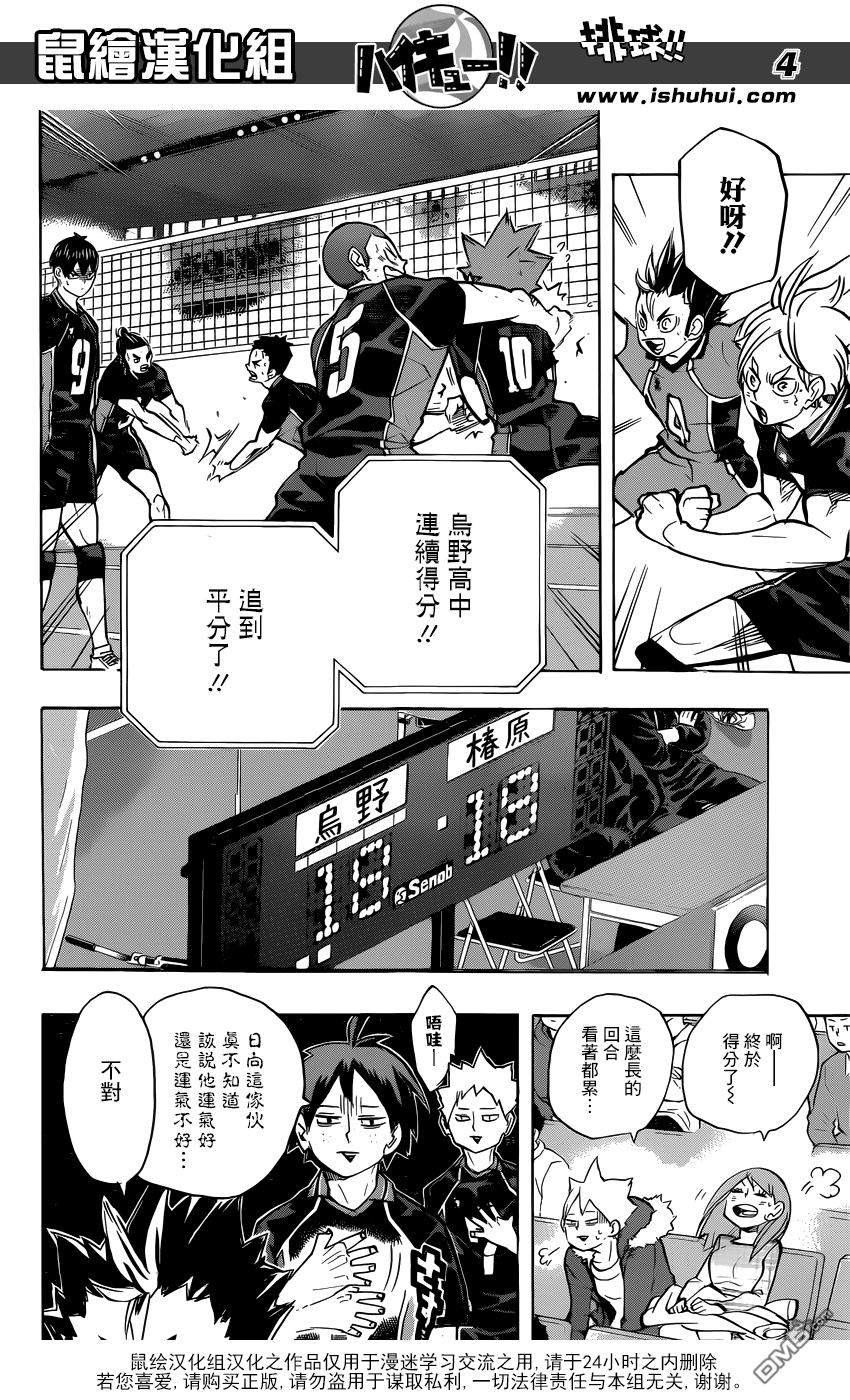 鼠繪漢化組
ハイキュー!!
排球!!
4
www.ishuhui.com
好呀!!
9
5
10
4
烏野高中
連續得分!!
追到
平分了!!
烏野
椿原
18
18
Senob
啊──
終於
得分了~
這麼長的
回合
看著都累…
唔哇─
日向這傢伙
真不知道
該說他運氣好
還是運氣不好…
不對
鼠绘汉化组汉化之作品仅用于漫迷学习交流之用, 请于24小时之内删除
若您喜爱, 请购买正版, 请勿用于谋取私利, 一切法律责任与本组无关, 谢谢.